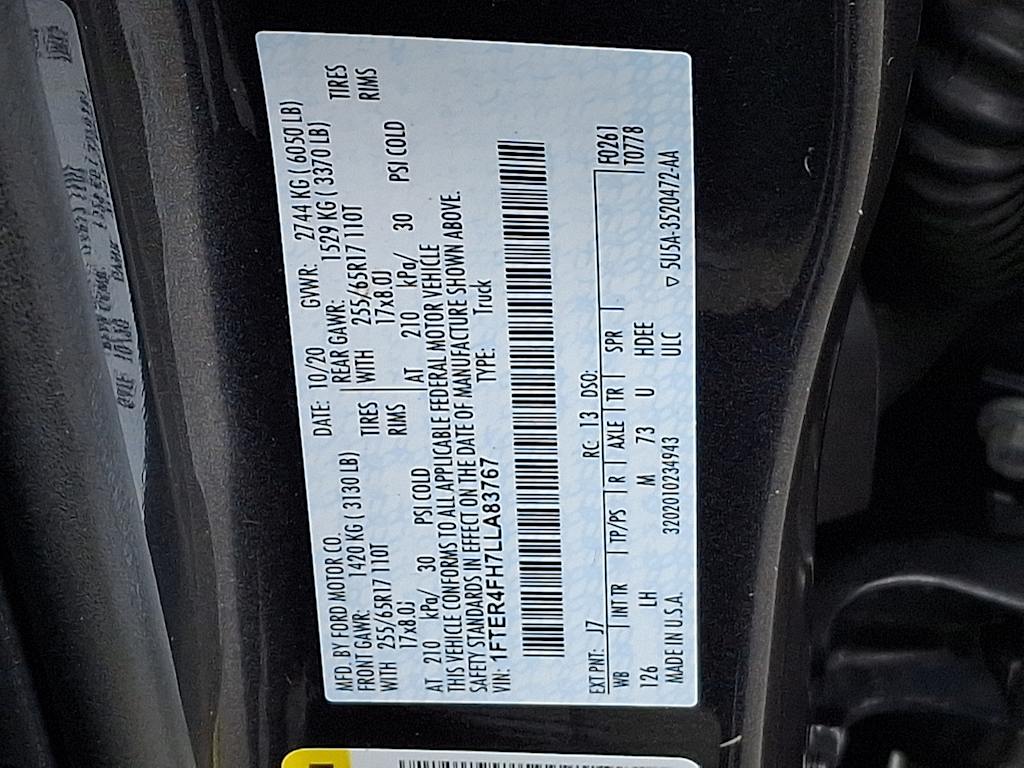 MFD. BY FORD MOTOR CO.
DATE: 10/20 GVWR: 2744 KG ( 6050 LB)
FRONT GAWR: 1420 KG ( 3130 LB) REAR GAWR: 1529 KG ( 3370 LB)
WITH 255/65R17 110T TIRES WITH 255/65R17 110T TIRES
17x8.0J RIMS 17x8.0J RIMS
AT 210 kPa/ 30 PSI COLD AT 210 kPa/ 30 PSI COLD
THIS VEHICLE CONFORMS TO ALL APPLICABLE FEDERAL MOTOR VEHICLE
SAFETY STANDARDS IN EFFECT ON THE DATE OF MANUFACTURE SHOWN ABOVE.
VIN: 1FTER4FH7LLA83767 TYPE: Truck
EXT PNT: J7 RC: 13 DSO: F0261
WB INT TR TP/PS R AXLE TR SPR T0778
126 LH M 73 U HDEE
MADE IN U.S.A. 320201023494​3 ULC ▽ 5U5A-3520472-AA